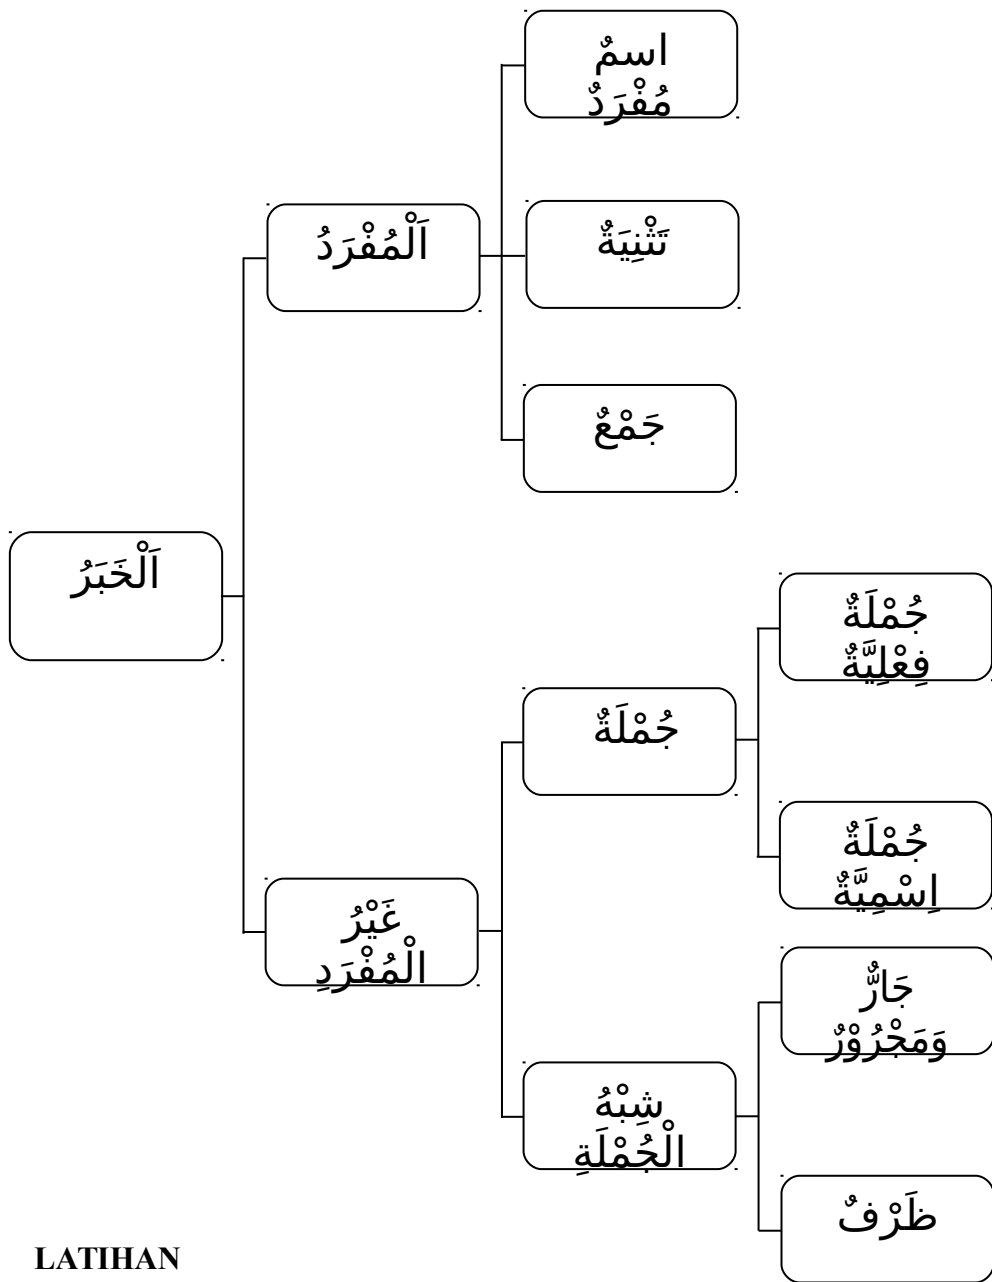 اسمٌ
مُفْرَدٌ
اَلْمُفْرَدُ
تَثْنِيَةٌ
جَمْعٌ
اَلْخَبَرُ
جُمْلَةٌ
فِعْلِيَّةٌ
جُمْلَةٌ
جُمْلَةٌ
اِسْمِيَّةٌ
غَيْرُ
الْمُفْرَدِ
جَارٌّ
وَمَجْرُوْرٌ
شِبْهُ
الْجُمْلَةِ
ظَرْفٌ
LATIHAN